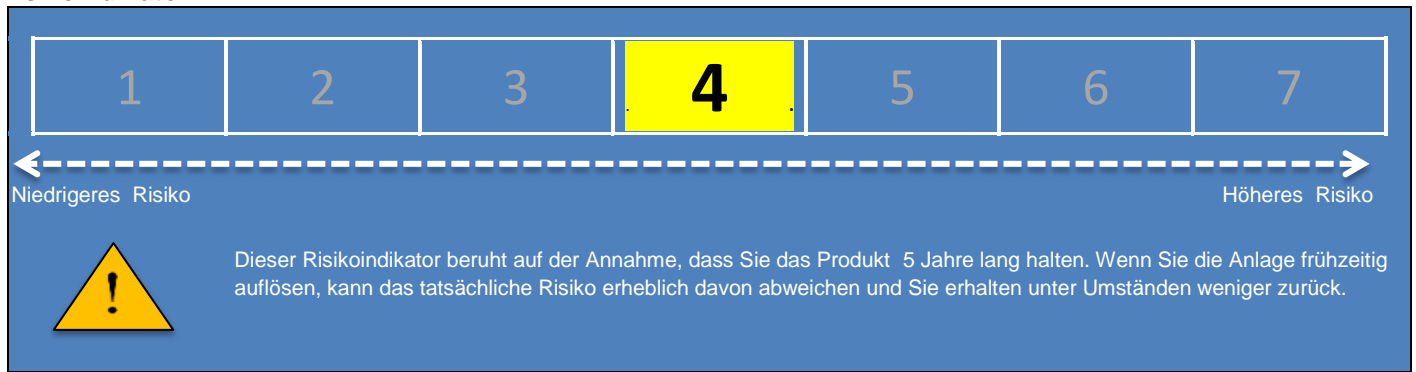 1 2 3 4 5 6 7
Niedrigeres Risiko Höheres Risiko
Dieser Risikoindikator beruht auf der Annahme, dass Sie das Produkt 5 Jahre lang halten. Wenn Sie die Anlage frühzeitig
auflösen, kann das tatsächliche Risiko erheblich davon abweichen und Sie erhalten unter Umständen weniger zurück.